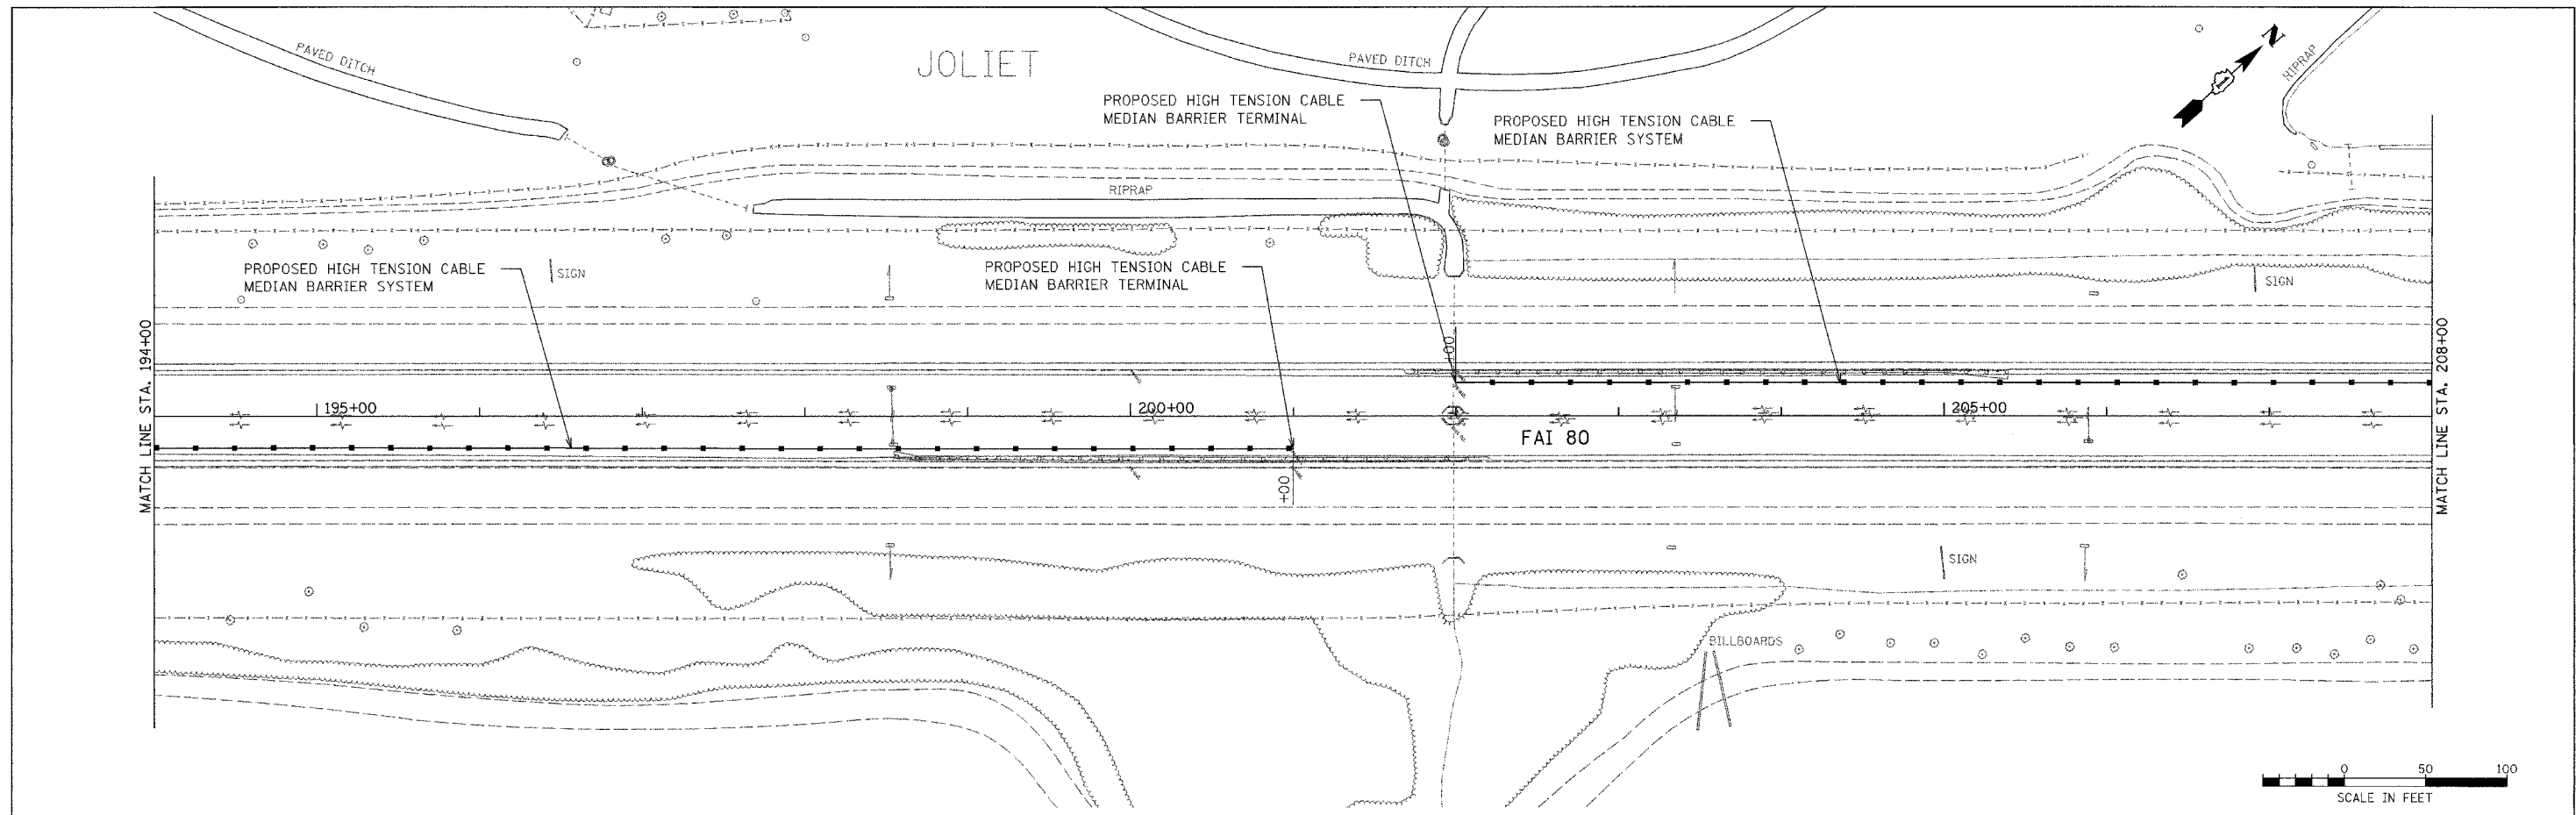 PAVED DITCH
JOLIET
PAVED DITCH
N
RIPRAP
PROPOSED HIGH TENSION CABLE
MEDIAN BARRIER TERMINAL
PROPOSED HIGH TENSION CABLE
MEDIAN BARRIER SYSTEM
RIPRAP
PROPOSED HIGH TENSION CABLE
MEDIAN BARRIER SYSTEM
SIGN
PROPOSED HIGH TENSION CABLE
MEDIAN BARRIER TERMINAL
SIGN
MATCH LINE STA. 194+00
+00
MATCH LINE STA. 208+00
195+00
200+00
205+00
FAI 80
+00
SIGN
BILLBOARDS
0 50 100
SCALE IN FEET